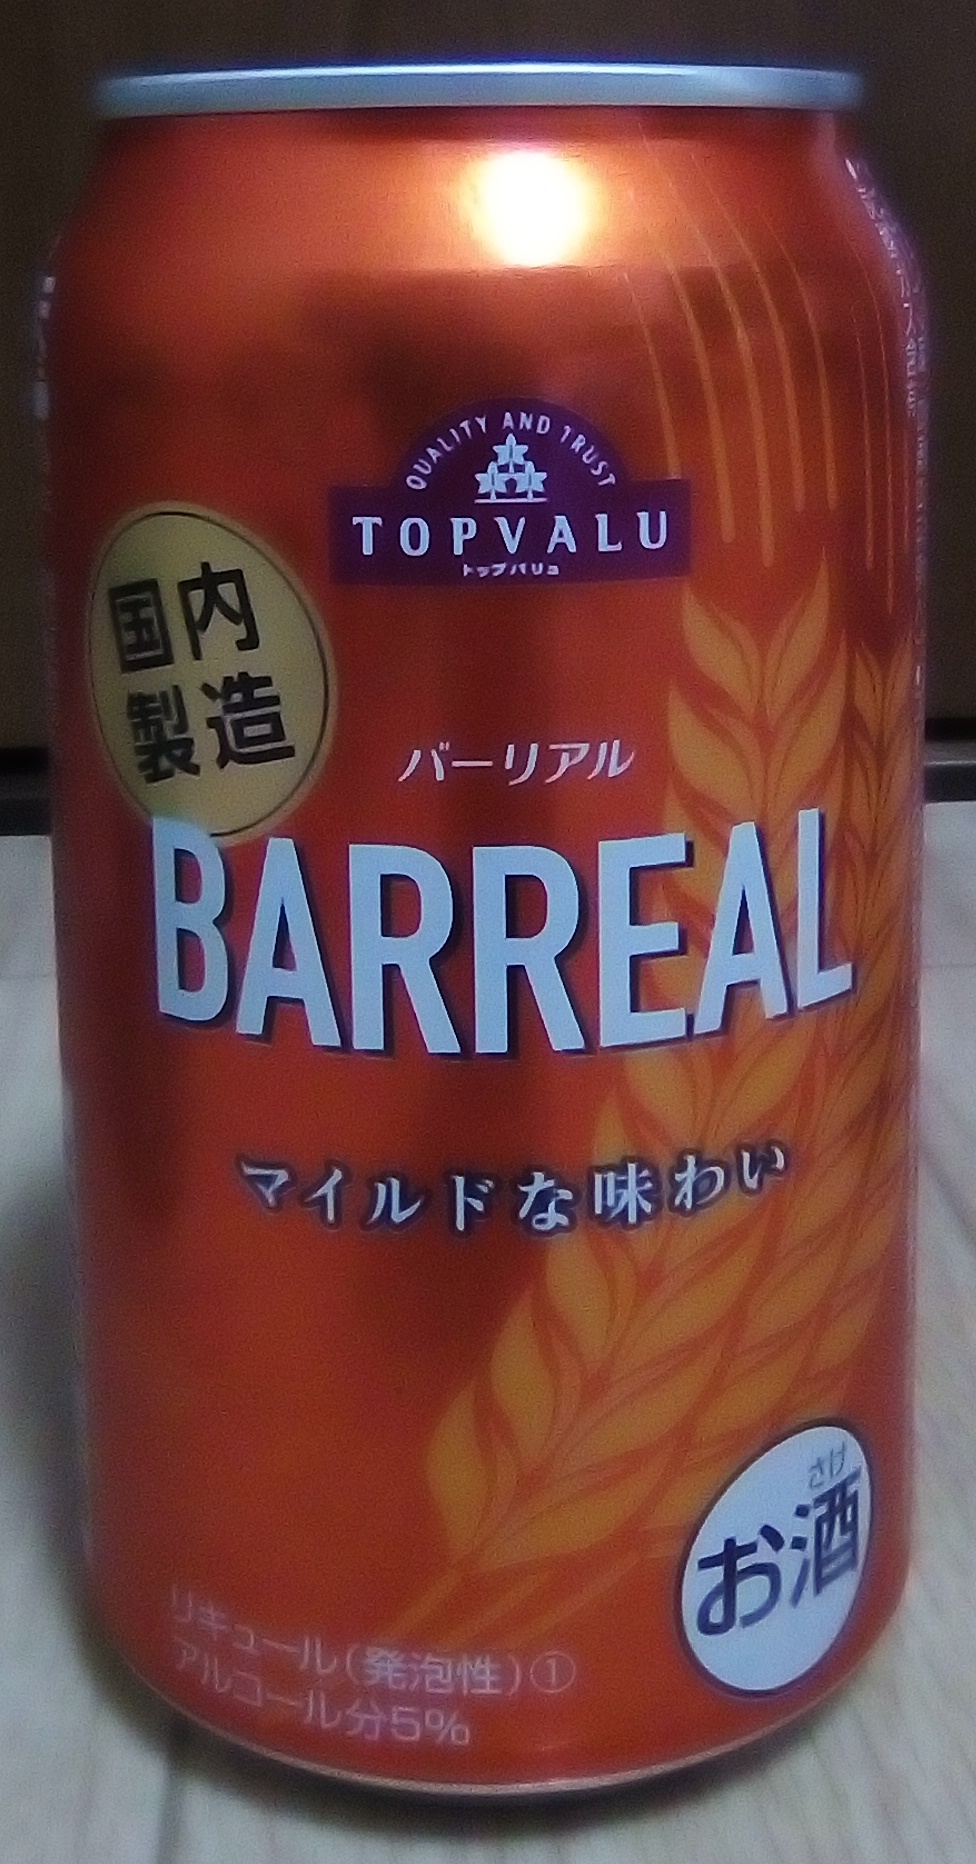 QUALITY AND TRUST
TOPVALU
トップバリュ
国内
製造
バーリアル
BARREAL
マイルドな味わい
さけ
お酒
リキュール(発泡性)①
アルコール分5%